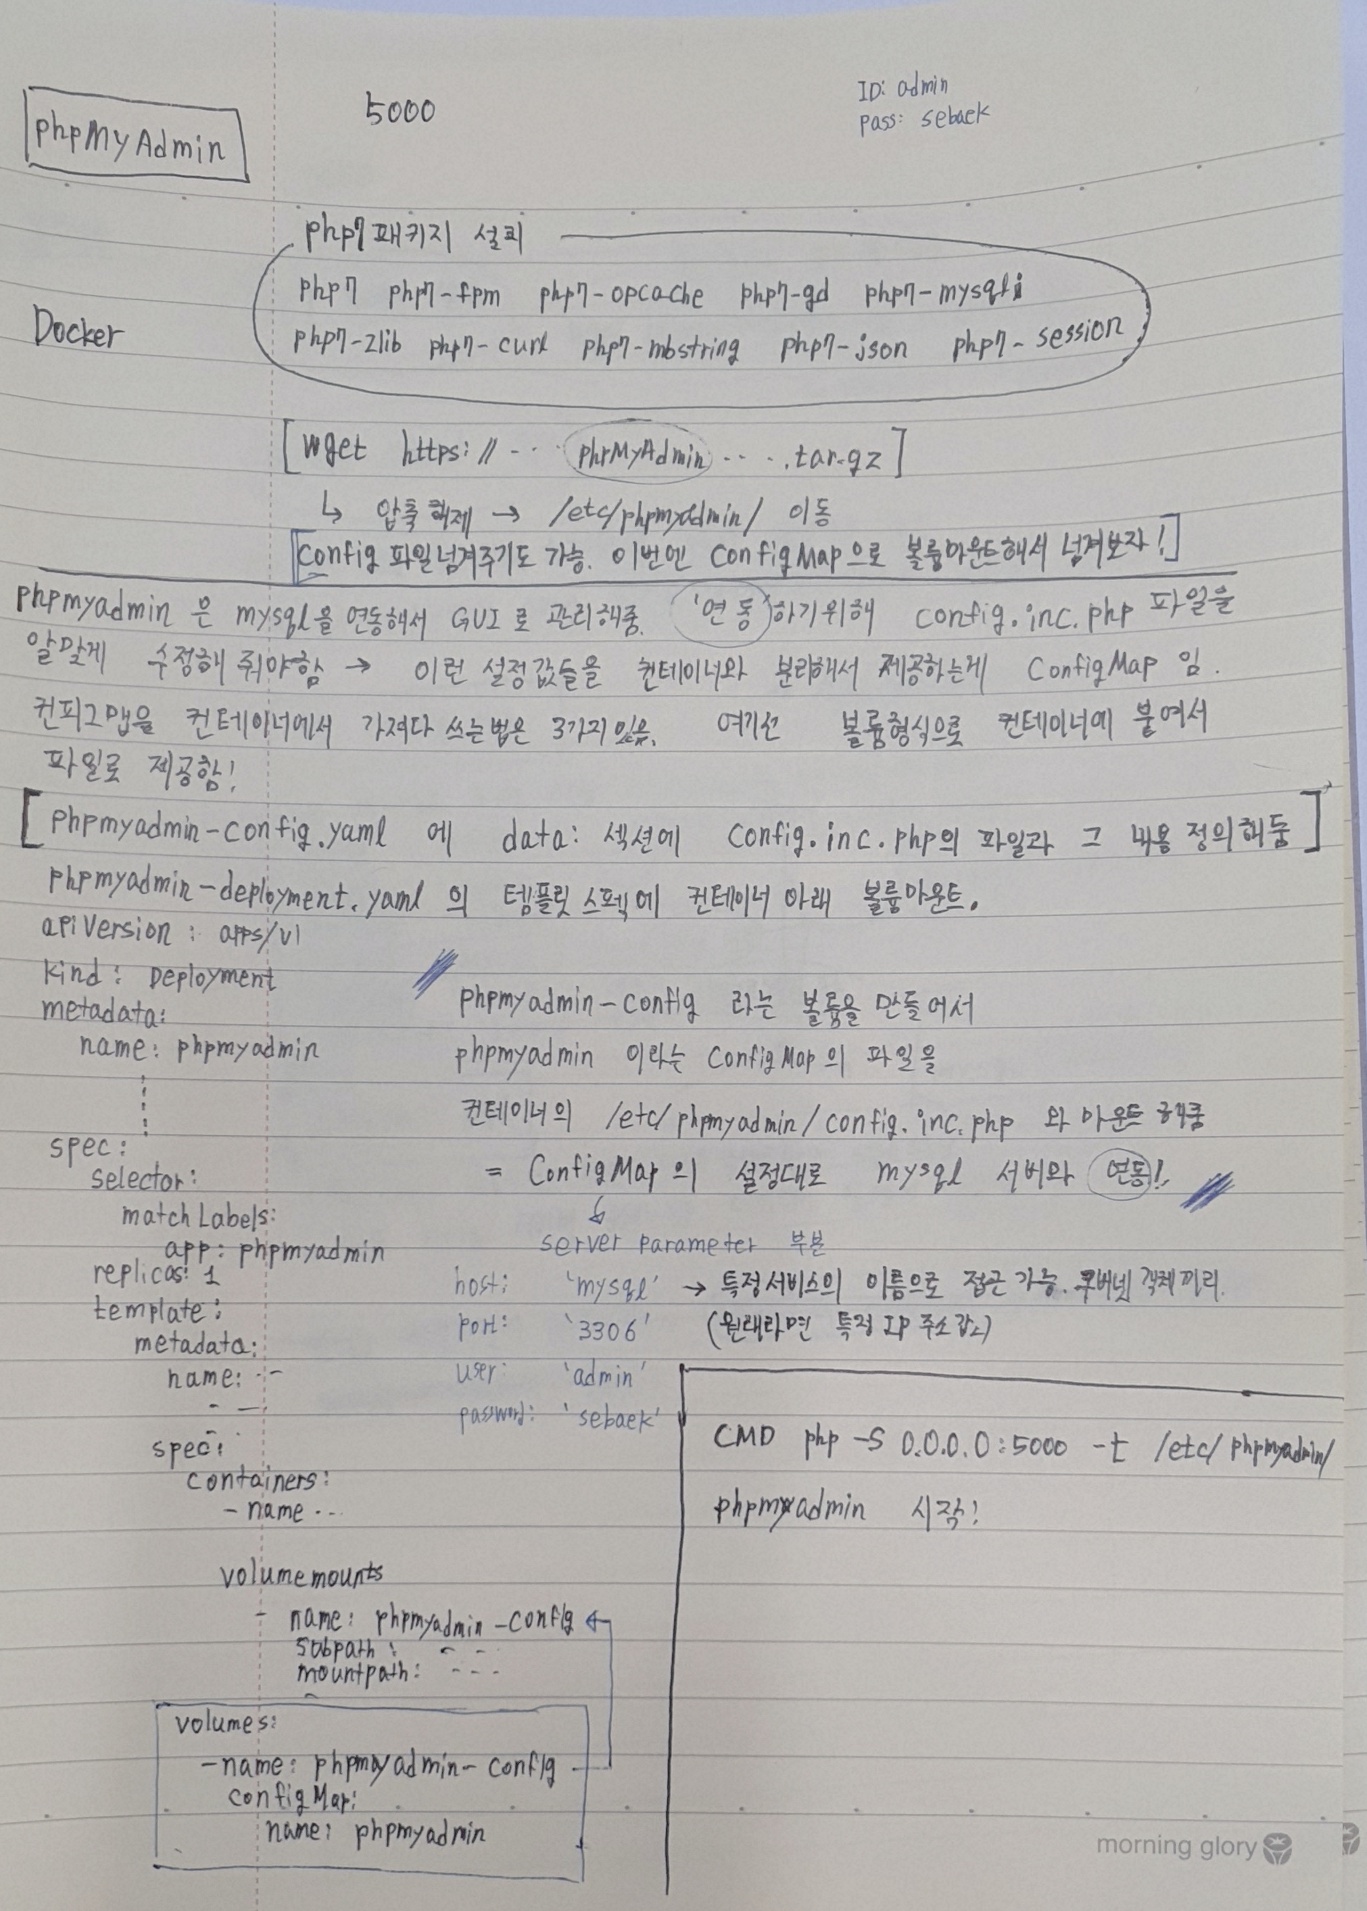 5000
ID: admin
pass: sebaek
phpMyAdmin
php7 패키지 설치
php7 php7-fpm php7-opcache php7-gd php7-mysqli
Docker
php7-zlib php7-curl php7-mbstring php7-json php7-session
[wget https:// ··· phpMyAdmin ··· .tar.gz]
↳ 압축해제 → /etc/phpmyadmin/ 이동
[config 파일넘겨주기도 가능. 이번엔 ConfigMap으로 볼륨마운트해서 넘겨보자!]
phpmyadmin 은 mysql을 연동해서 GUI로 관리해줌. '연동'하기위해 config.inc.php 파일을
알맞게 수정해 줘야함 → 이런 설정값들을 컨테이너와 분리해서 제공하는게 ConfigMap 임.
컨피그맵을 컨테이너에서 가져다 쓰는법은 3가지있음. 여기선 볼륨형식으로 컨테이너에 붙여서
파일로 제공함!
[phpmyadmin-config.yaml 에 data: 섹션에 config.inc.php의 파일과 그 내용 정의해둠]
phpmyadmin-deployment.yaml 의 템플릿 스펙에 컨테이너 아래 볼륨마운트.
apiVersion: apps/v1
kind: Deployment
metadata:
name: phpmyadmin
phpmyadmin-config 라는 볼륨을 만들어서
phpmyadmin 이라는 ConfigMap의 파일을
컨테이너의 /etc/phpmyadmin/config.inc.php 와 마운트 해줌
= ConfigMap의 설정대로 mysql 서버와 연동!
spec:
selector:
matchLabels:
app: phpmyadmin
replicas: 1
template:
metadata:
name: --
- —
spec:
containers:
- name ...
server parameter 부분
host: 'mysql' → 특정서비스의 이름으로 접근가능. 쿠버넷 객체끼리.
port: '3306' (원래라면 특정 IP 주소값)
user: 'admin'
password: 'sebaek'
CMD php -S 0.0.0.0:5000 -t /etc/phpmyadmin/
phpmyadmin 시작!
volumemounts
- name: phpmyadmin-config
subpath: - - -
mountpath: - - -
volumes:
- name: phpmyadmin-config
configMap:
name: phpmyadmin
morning glory